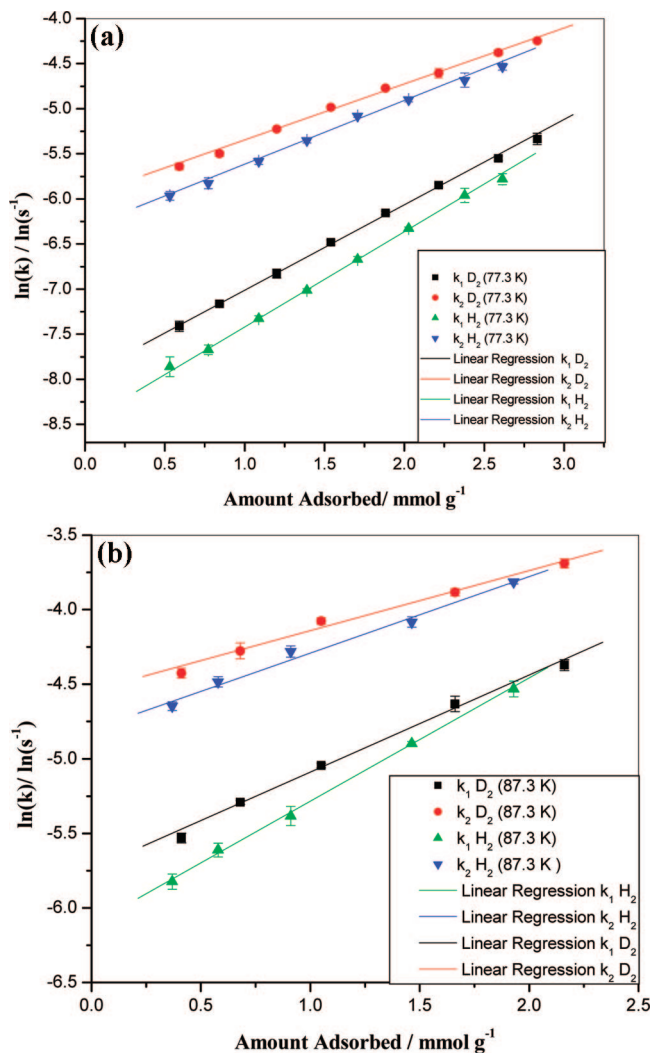 (a)
-4.0
-4.5
-5.0
-5.5
-6.0
-6.5
-7.0
-7.5
-8.0
-8.5
ln(k) / ln(s⁻¹)
k₁ D₂ (77.3 K)
k₂ D₂ (77.3 K)
k₁ H₂ (77.3 K)
k₂ H₂ (77.3 K)
Linear Regression k₁ D₂
Linear Regression k₂ D₂
Linear Regression k₁ H₂
Linear Regression k₂ H₂
0.0 0.5 1.0 1.5 2.0 2.5 3.0
Amount Adsorbed/ mmol g⁻¹
(b)
-3.5
-4.0
-4.5
-5.0
-5.5
-6.0
-6.5
ln(k)/ ln(s⁻¹)
k₁ D₂ (87.3 K)
k₂ D₂ (87.3 K)
k₁ H₂ (87.3 K)
k₂ H₂ (87.3 K )
Linear Regression k₁ H₂
Linear Regression k₂ H₂
Linear Regression k₁ D₂
Linear Regression k₂ D₂
0.0 0.5 1.0 1.5 2.0 2.5
Amount Adsorbed / mmol g⁻¹